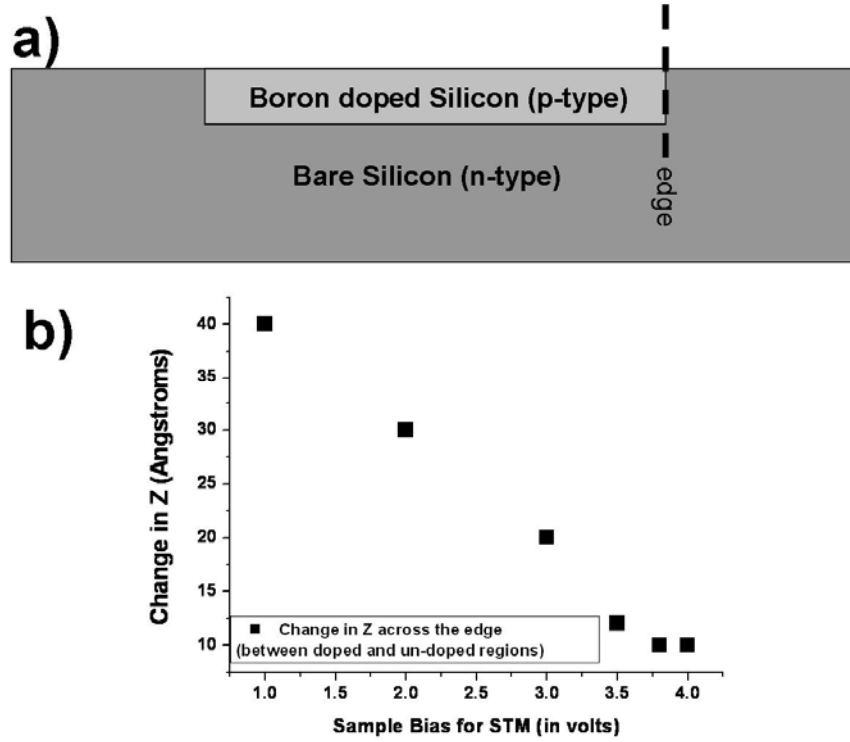 a)
Boron doped Silicon (p-type)
Bare Silicon (n-type)
edge
b)
Change in Z (Angstroms)
40
35
30
25
20
15
10
Change in Z across the edge
(between doped and un-doped regions)
1.0 1.5 2.0 2.5 3.0 3.5 4.0
Sample Bias for STM (in volts)